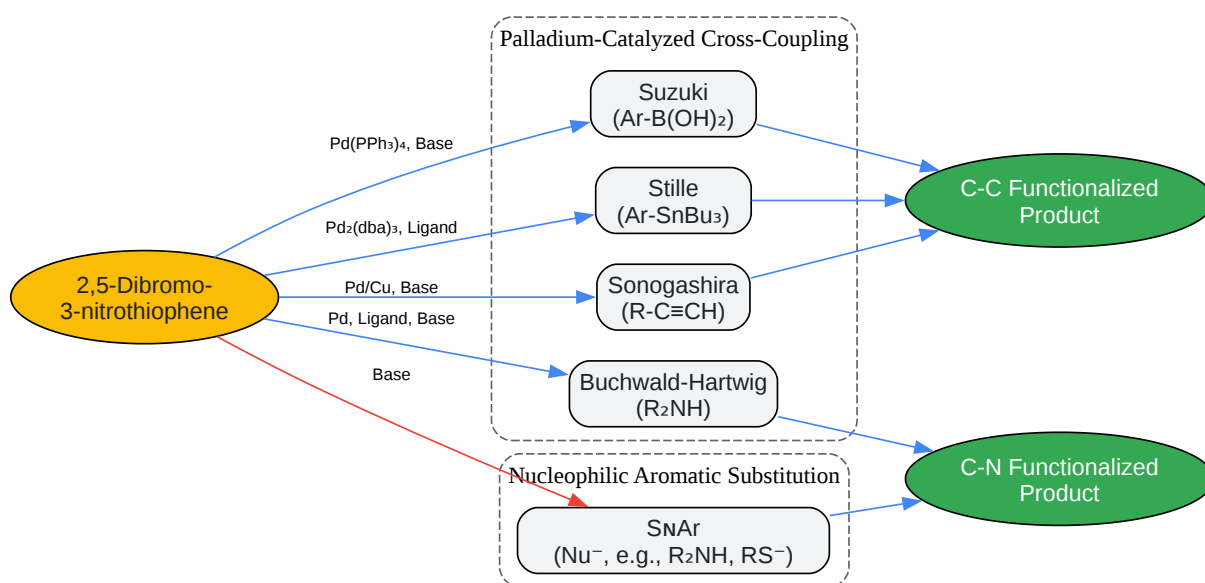 Palladium-Catalyzed Cross-Coupling
Suzuki
(Ar-B(OH)₂)
Pd(PPh₃)₄, Base
Stille
(Ar-SnBu₃)
C-C Functionalized
Product
Pd₂(dba)₃, Ligand
2,5-Dibromo-
3-nitrothiophene
Pd/Cu, Base
Sonogashira
(R-C≡CH)
Pd, Ligand, Base
Base
Buchwald-Hartwig
(R₂NH)
Nucleophilic Aromatic Substitution
C-N Functionalized
Product
SɴAr
(Nu⁻, e.g., R₂NH, RS⁻)